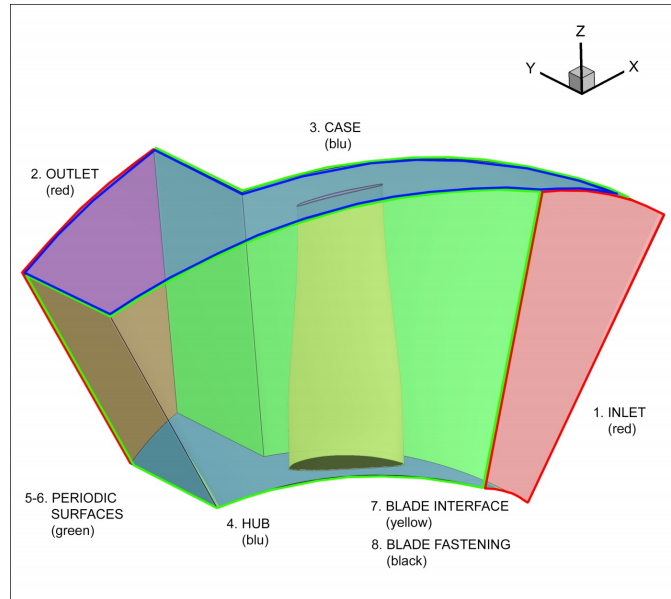 Z
Y
X
3. CASE
(blu)
2. OUTLET
(red)
1. INLET
(red)
5-6. PERIODIC
SURFACES
(green)
4. HUB
(blu)
7. BLADE INTERFACE
(yellow)
8. BLADE FASTENING
(black)